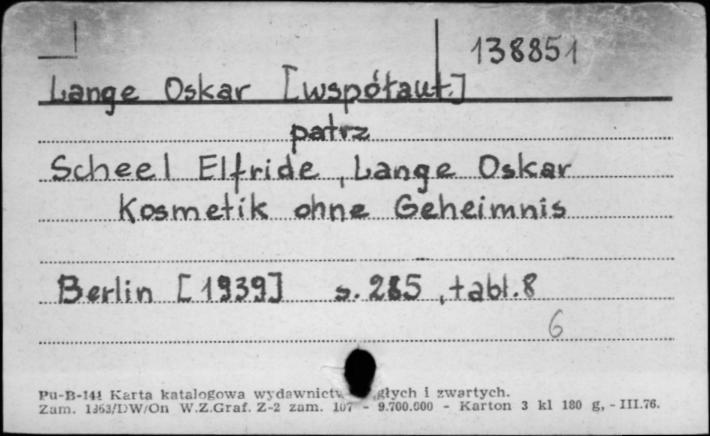 138851
Lange Oskar [współaut.]
patrz
Scheel Elfride, Lange Oskar
Kosmetik ohne Geheimnis
Berlin [1939] s. 285, tabl. 8
6
Pu-B-141 Karta katalogowa wydawnictw głych i zwartych.
Zam. 1363/DW/On W.Z.Graf. Z-2 zam. 107 - 9.700.000 - Karton 3 kl 180 g, - III.76.